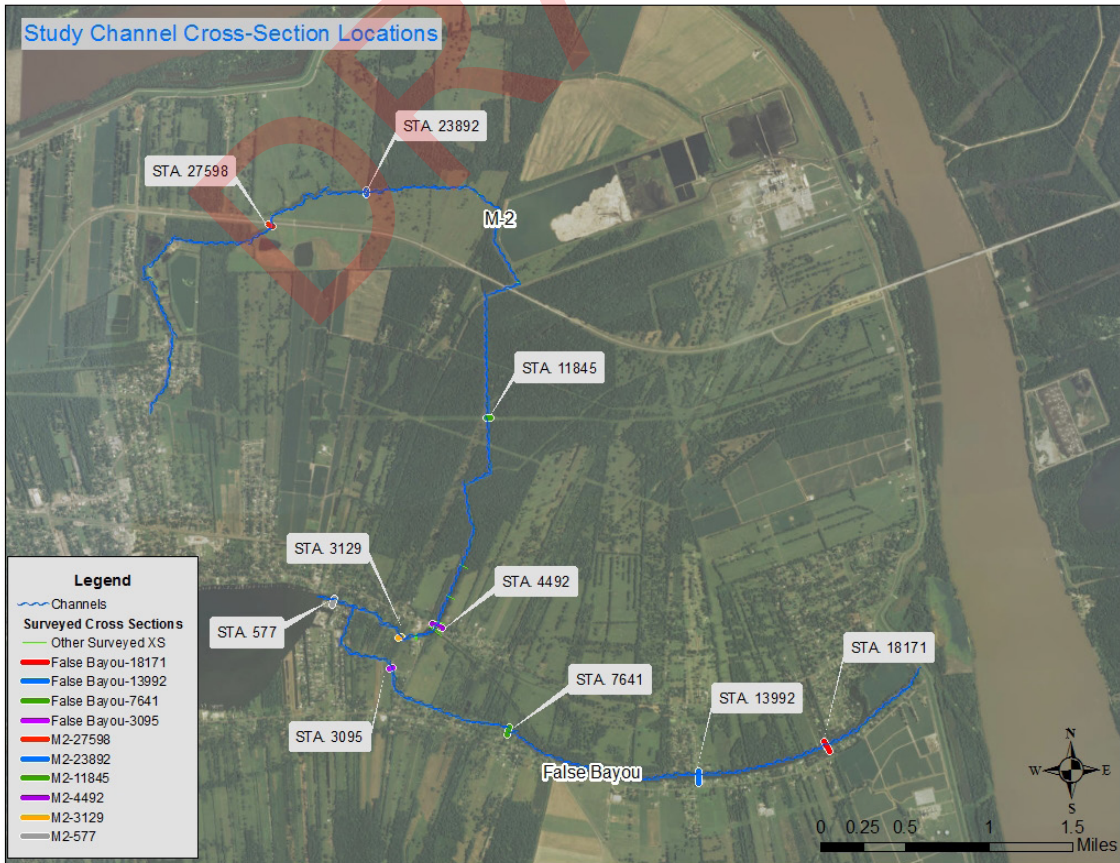 Study Channel Cross-Section Locations
DR
STA. 23892
STA. 27598
M-2
STA. 11845
STA. 3129
STA. 4492
STA. 577
STA. 18171
STA. 7641
STA. 13992
STA. 3095
False Bayou
Legend
Channels
Surveyed Cross Sections
Other Surveyed XS
False Bayou-18171
False Bayou-13992
False Bayou-7641
False Bayou-3095
M2-27598
M2-23892
M2-11845
M2-4492
M2-3129
M2-577
N
W E
S
0 0.25 0.5 1 1.5
Miles